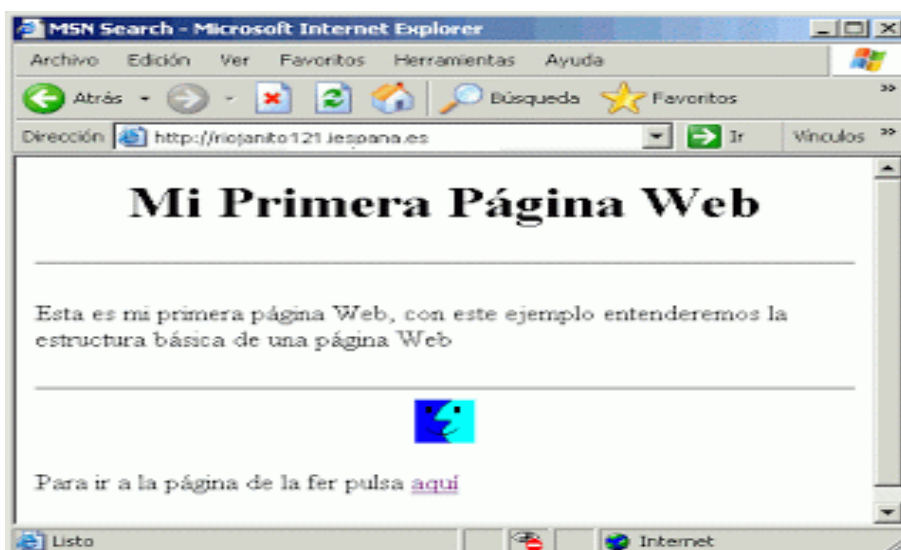 MSN Search - Microsoft Internet Explorer
Archivo Edición Ver Favoritos Herramientas Ayuda
Atrás Búsqueda Favoritos
Dirección http://riojanito121.iespana.es Ir Vínculos
Mi Primera Página Web
Esta es mi primera página Web, con este ejemplo entenderemos la
estructura básica de una página Web
Para ir a la página de la fer pulsa aquí
Listo Internet